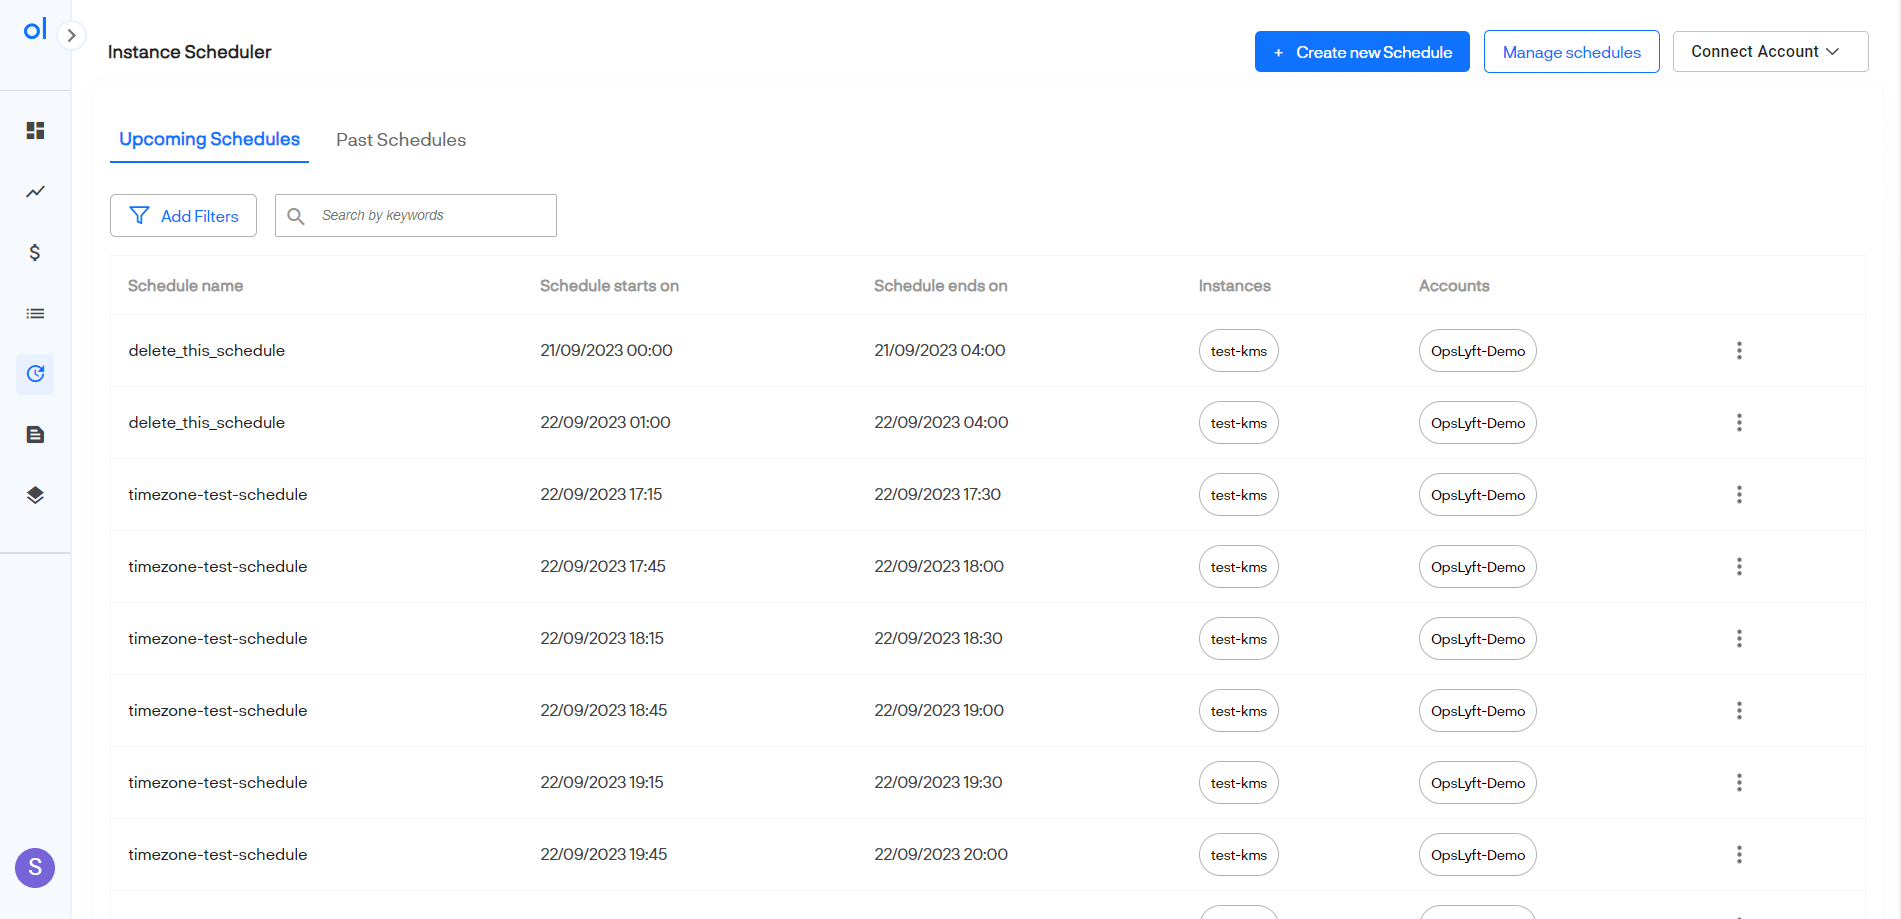 ol
Instance Scheduler
+ Create new Schedule
Manage schedules
Connect Account
Upcoming Schedules
Past Schedules
Add Filters
Search by keywords
Schedule name Schedule starts on Schedule ends on Instances Accounts
delete_this_schedule 21/09/2023 00:00 21/09/2023 04:00 test-kms OpsLyft-Demo
delete_this_schedule 22/09/2023 01:00 22/09/2023 04:00 test-kms OpsLyft-Demo
timezone-test-schedule 22/09/2023 17:15 22/09/2023 17:30 test-kms OpsLyft-Demo
timezone-test-schedule 22/09/2023 17:45 22/09/2023 18:00 test-kms OpsLyft-Demo
timezone-test-schedule 22/09/2023 18:15 22/09/2023 18:30 test-kms OpsLyft-Demo
timezone-test-schedule 22/09/2023 18:45 22/09/2023 19:00 test-kms OpsLyft-Demo
timezone-test-schedule 22/09/2023 19:15 22/09/2023 19:30 test-kms OpsLyft-Demo
timezone-test-schedule 22/09/2023 19:45 22/09/2023 20:00 test-kms OpsLyft-Demo
$
S